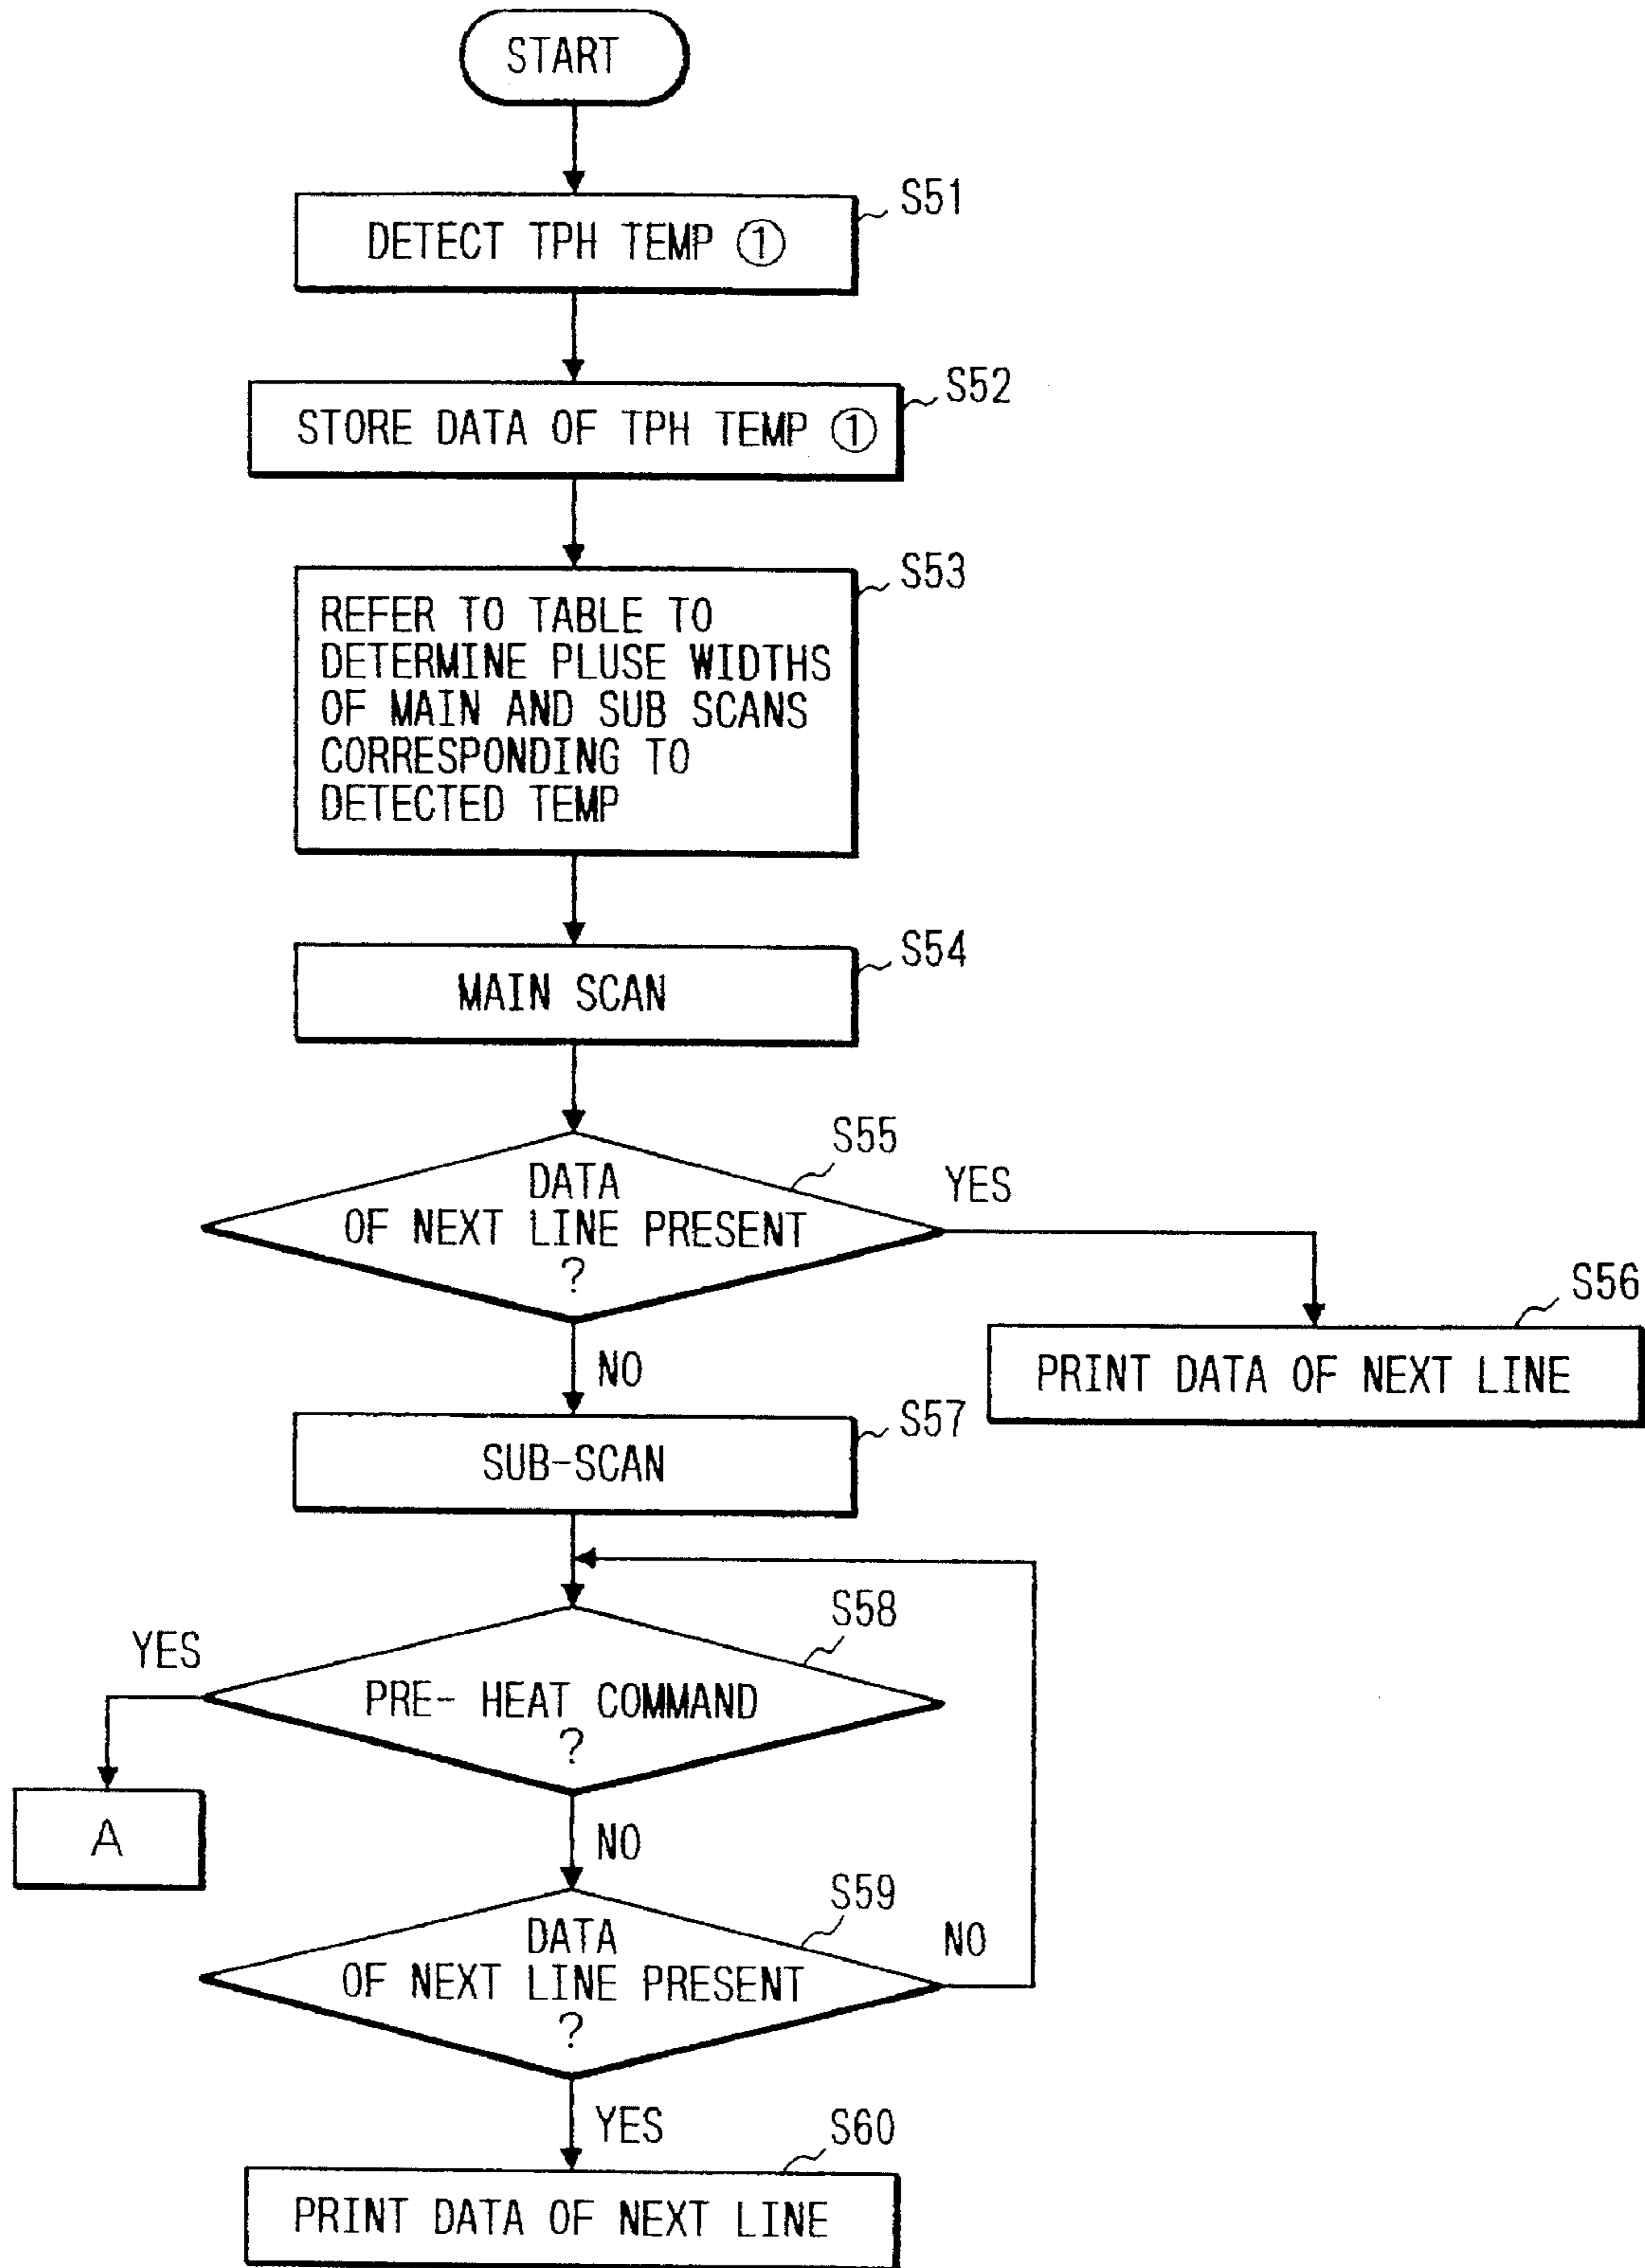 START
S51
DETECT TPH TEMP ①
S52
STORE DATA OF TPH TEMP ①
S53
REFER TO TABLE TO
DETERMINE PLUSE WIDTHS
OF MAIN AND SUB SCANS
CORRESPONDING TO
DETECTED TEMP
S54
MAIN SCAN
S55
DATA
OF NEXT LINE PRESENT
?
YES
S56
PRINT DATA OF NEXT LINE
NO
S57
SUB-SCAN
S58
YES
PRE- HEAT COMMAND
?
A
NO
S59
DATA
OF NEXT LINE PRESENT
?
NO
YES
S60
PRINT DATA OF NEXT LINE